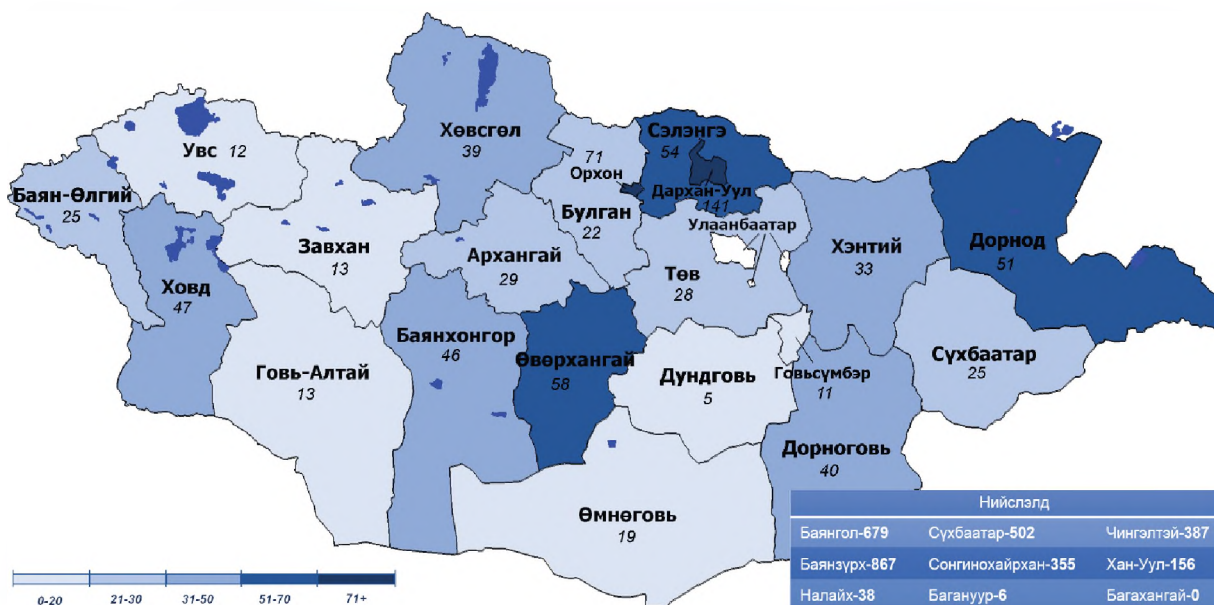 Хөвсгөл
39
Сэлэнгэ
54
Увс 12
71
Орхон
Дархан-Уул
141
Баян-Өлгий
25
Булган
22
Улаанбаатар
Завхан
13
Архангай
29
Хэнтий
33
Дорнод
51
Төв
28
Ховд
47
Баянхонгор
46
Өвөрхангай
58
Сүхбаатар
25
Говь-Алтай
13
Дундговь
5
Говьсүмбэр
11
Дорноговь
40
Өмнөговь
19
Нийслэлд
Баянгол-679 Сүхбаатар-502 Чингэлтэй-387
Баянзүрх-867 Сонгинохайрхан-355 Хан-Уул-156
Налайх-38 Багануур-6 Багахангай-0
0-20 21-30 31-50 51-70 71+